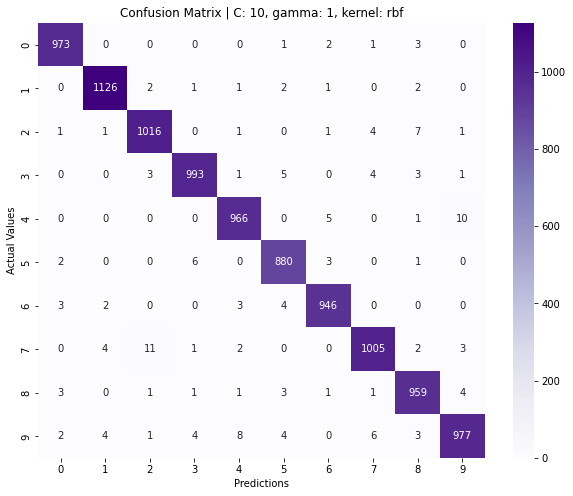 Confusion Matrix | C: 10, gamma: 1, kernel: rbf
0 973 0 0 0 0 1 2 1 3 0
1 0 1126 2 1 1 2 1 0 2 0
2 1 1 1016 0 1 0 1 4 7 1
3 0 0 3 993 1 5 0 4 3 1
4 0 0 0 0 966 0 5 0 1 10
5 2 0 0 6 0 880 3 0 1 0
6 3 2 0 0 3 4 946 0 0 0
7 0 4 11 1 2 0 0 1005 2 3
8 3 0 1 1 1 3 1 1 959 4
9 2 4 1 4 8 4 0 6 3 977
0 1 2 3 4 5 6 7 8 9
Predictions
Actual Values
1000
800
600
400
200
0